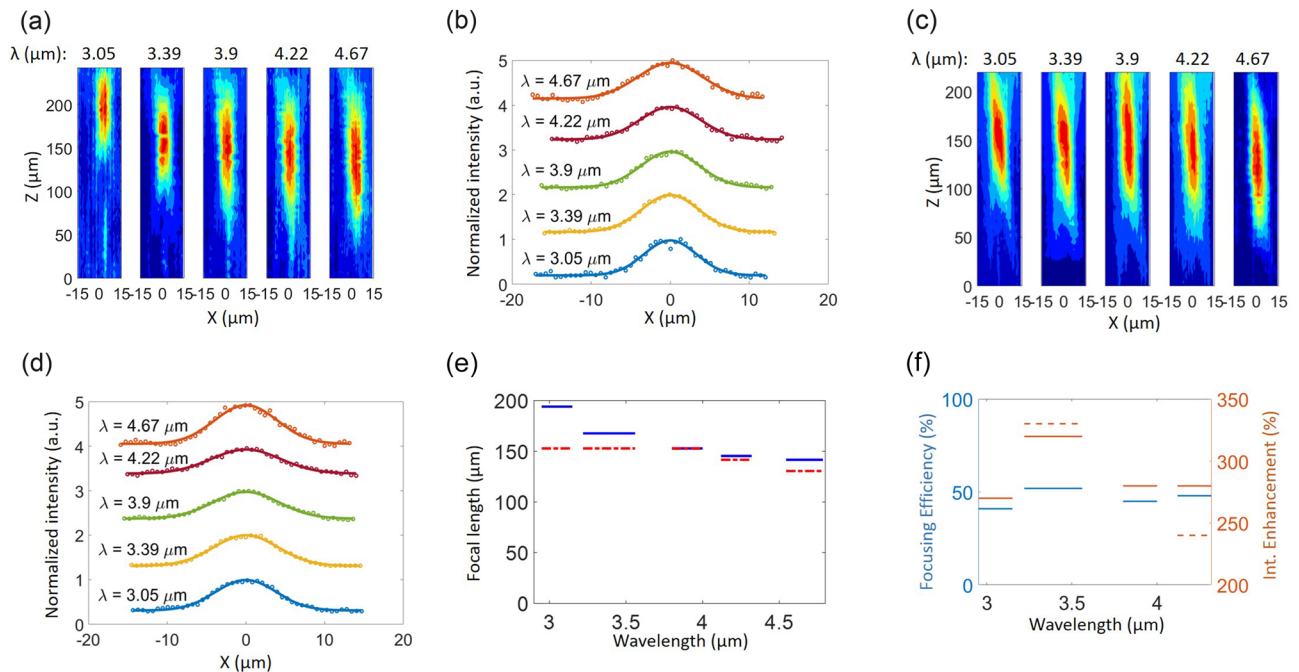 (a)
λ (μm): 3.05 3.39 3.9 4.22 4.67
Z (μm)
200
150
100
50
0
-15 0 15 -15 0 15 -15 0 15 -15 0 15 -15 0 15
X (μm)
(b)
Normalized intensity (a.u.)
5
4
3
2
1
0
λ = 4.67 μm
λ = 4.22 μm
λ = 3.9 μm
λ = 3.39 μm
λ = 3.05 μm
-20 -10 0 10 20
X (μm)
(c)
λ (μm): 3.05 3.39 3.9 4.22 4.67
Z (μm)
200
150
100
50
0
-15 0 15 -15 0 15 -15 0 15 -15 0 15 -15 0 15
X (μm)
(d)
Normalized intensity (a.u.)
5
4
3
2
1
0
λ = 4.67 μm
λ = 4.22 μm
λ = 3.9 μm
λ = 3.39 μm
λ = 3.05 μm
-20 -10 0 10 20
X (μm)
(e)
Focal length (μm)
200
150
100
50
0
3 3.5 4 4.5
Wavelength (μm)
(f)
Focusing Efficiency (%)
100
50
0
350
300
250
200
Int. Enhancement (%)
3 3.5 4
Wavelength (μm)